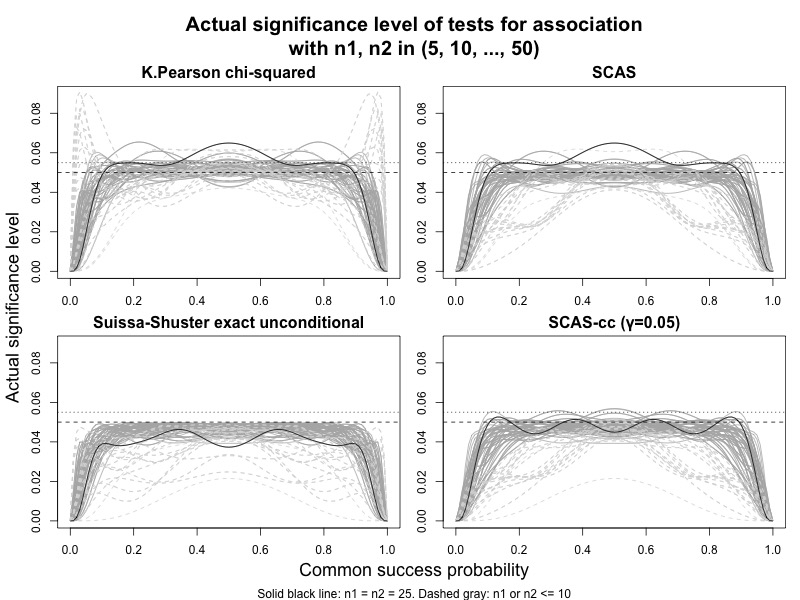 Actual significance level of tests for association
with n1, n2 in (5, 10, ..., 50)
K.Pearson chi-squared
SCAS
0.00 0.02 0.04 0.06 0.08
0.0 0.2 0.4 0.6 0.8 1.0
0.00 0.02 0.04 0.06 0.08
0.0 0.2 0.4 0.6 0.8 1.0
Actual significance level
Suissa-Shuster exact unconditional
SCAS-cc (γ=0.05)
0.00 0.02 0.04 0.06 0.08
0.0 0.2 0.4 0.6 0.8 1.0
0.00 0.02 0.04 0.06 0.08
0.0 0.2 0.4 0.6 0.8 1.0
Common success probability
Solid black line: n1 = n2 = 25. Dashed gray: n1 or n2 <= 10